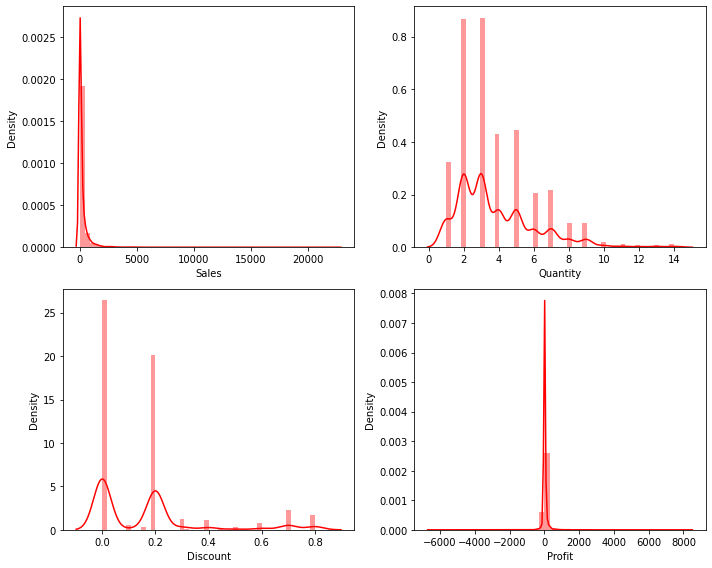 0.0025
0.0020
0.0015
0.0010
0.0005
0.0000
Density
0 5000 10000 15000 20000
Sales
0.8
0.6
0.4
0.2
0.0
Density
0 2 4 6 8 10 12 14
Quantity
25
20
15
10
5
0
Density
0.0 0.2 0.4 0.6 0.8
Discount
0.008
0.007
0.006
0.005
0.004
0.003
0.002
0.001
0.000
Density
−6000 −4000 −2000 0 2000 4000 6000 8000
Profit